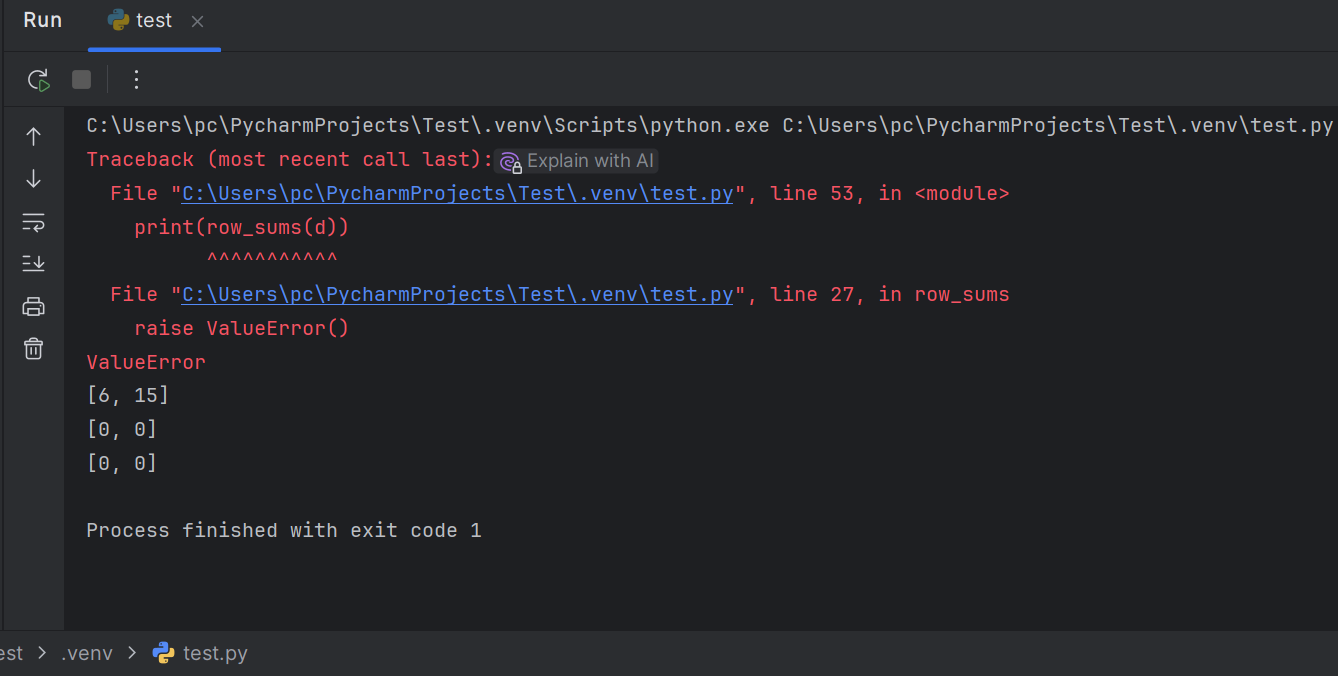 Run test
C:\Users\pc\PycharmProjects\Test\.venv\Scripts\python.exe C:\Users\pc\PycharmProjects\Test\.venv\test.py
Traceback (most recent call last): Explain with AI
  File "C:\Users\pc\PycharmProjects\Test\.venv\test.py", line 53, in <module>
    print(row_sums(d))
          ^^^^^^^^^^^
  File "C:\Users\pc\PycharmProjects\Test\.venv\test.py", line 27, in row_sums
    raise ValueError()
ValueError
[6, 15]
[0, 0]
[0, 0]
Process finished with exit code 1
est > .venv > test.py